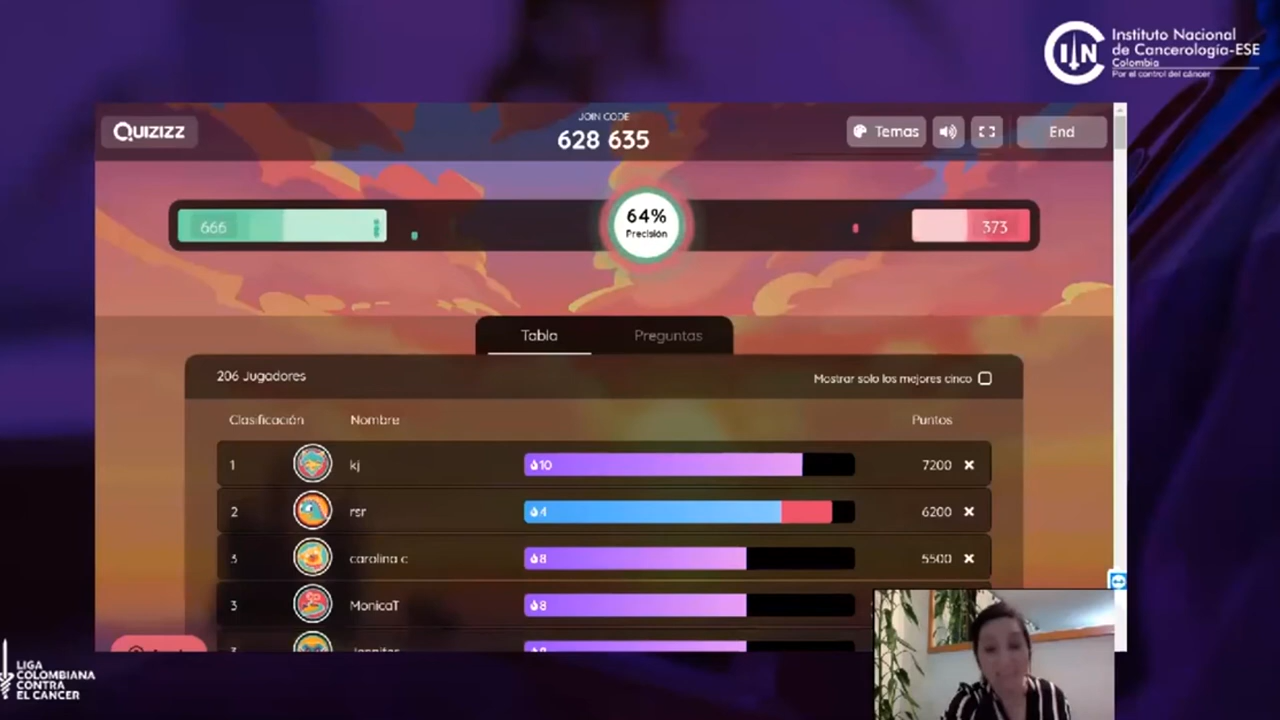 Instituto Nacional
de Cancerología-ESE
Colombia
Por el control del cáncer
QUIZIZZ
JOIN CODE
628 635
Temas
End
666
64%
Precisión
373
Tabla
Preguntas
206 Jugadores
Mostrar solo los mejores cinco
Clasificación Nombre Puntos
1 kj 10 7200
2 rsr 4 6200
3 carolina c 8 5500
3 MonicaT 8
LIGA
COLOMBIANA
CONTRA
EL CANCER